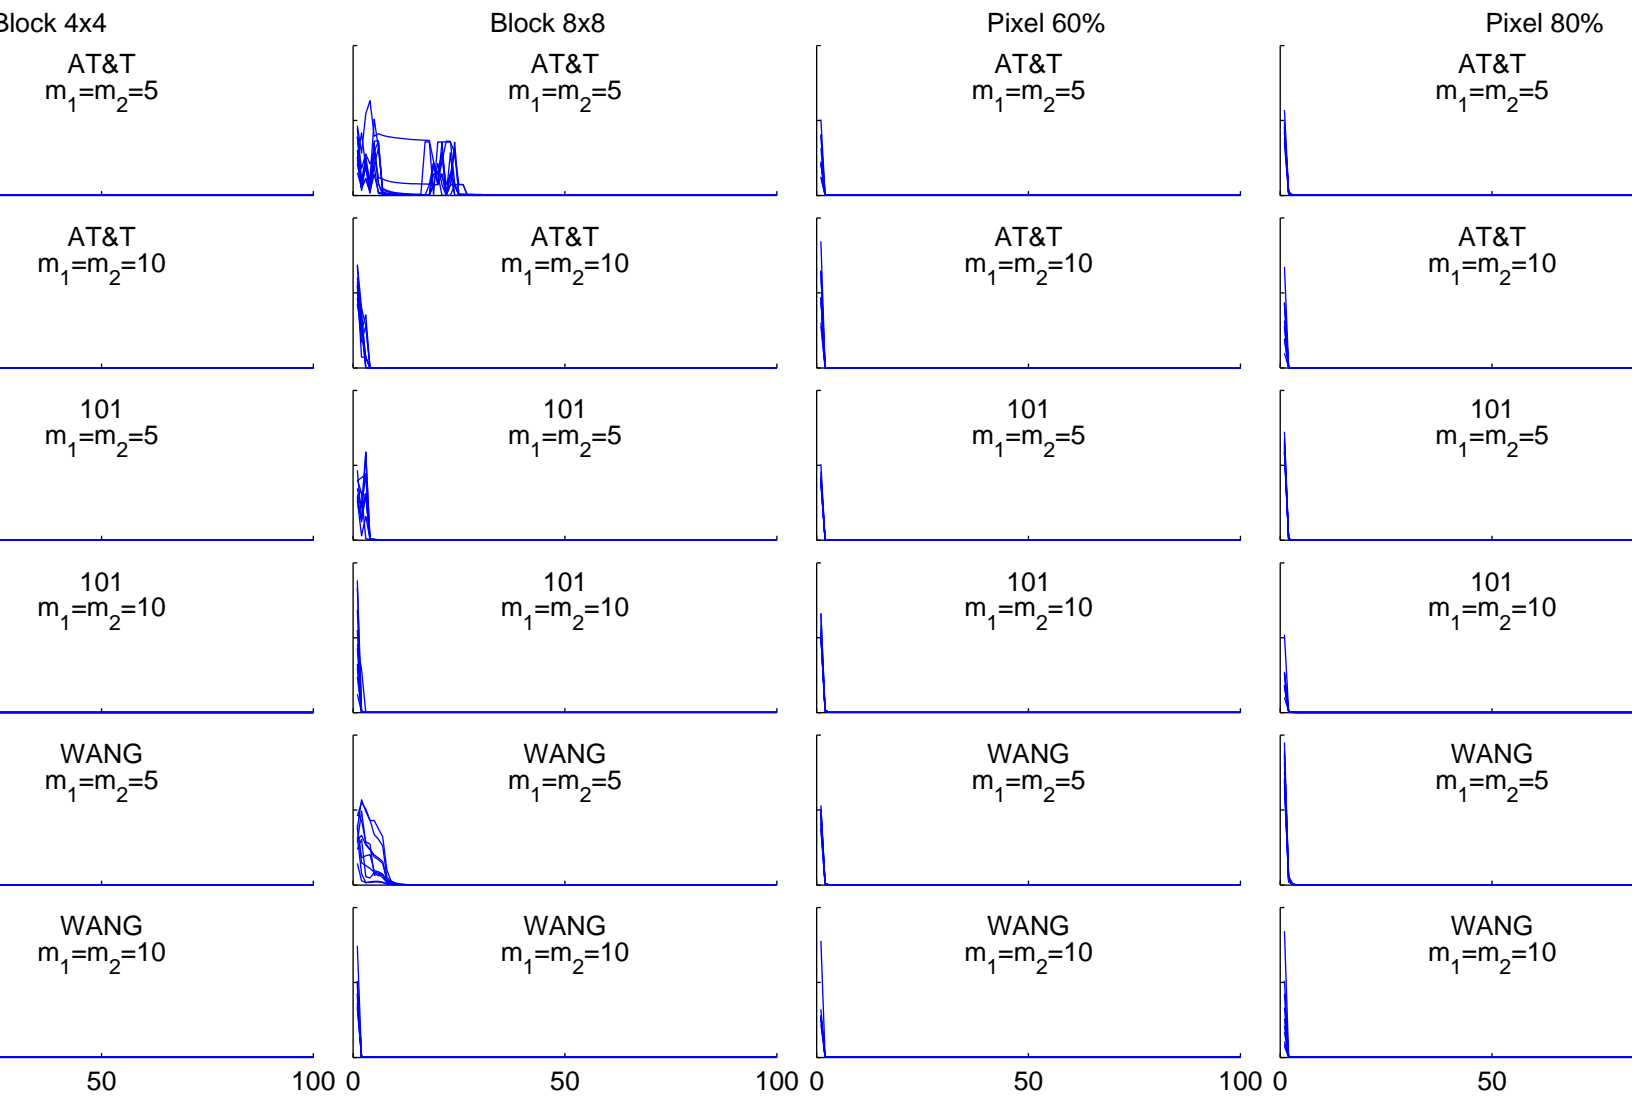 Block 4x4 Block 8x8 Pixel 60% Pixel 80%
AT&T AT&T AT&T AT&T
m1=m2=5 m1=m2=5 m1=m2=5 m1=m2=5
AT&T AT&T AT&T AT&T
m1=m2=10 m1=m2=10 m1=m2=10 m1=m2=10
101 101 101 101
m1=m2=5 m1=m2=5 m1=m2=5 m1=m2=5
101 101 101 101
m1=m2=10 m1=m2=10 m1=m2=10 m1=m2=10
WANG WANG WANG WANG
m1=m2=5 m1=m2=5 m1=m2=5 m1=m2=5
WANG WANG WANG WANG
m1=m2=10 m1=m2=10 m1=m2=10 m1=m2=10
50 100 0 50 100 0 50 100 0 50